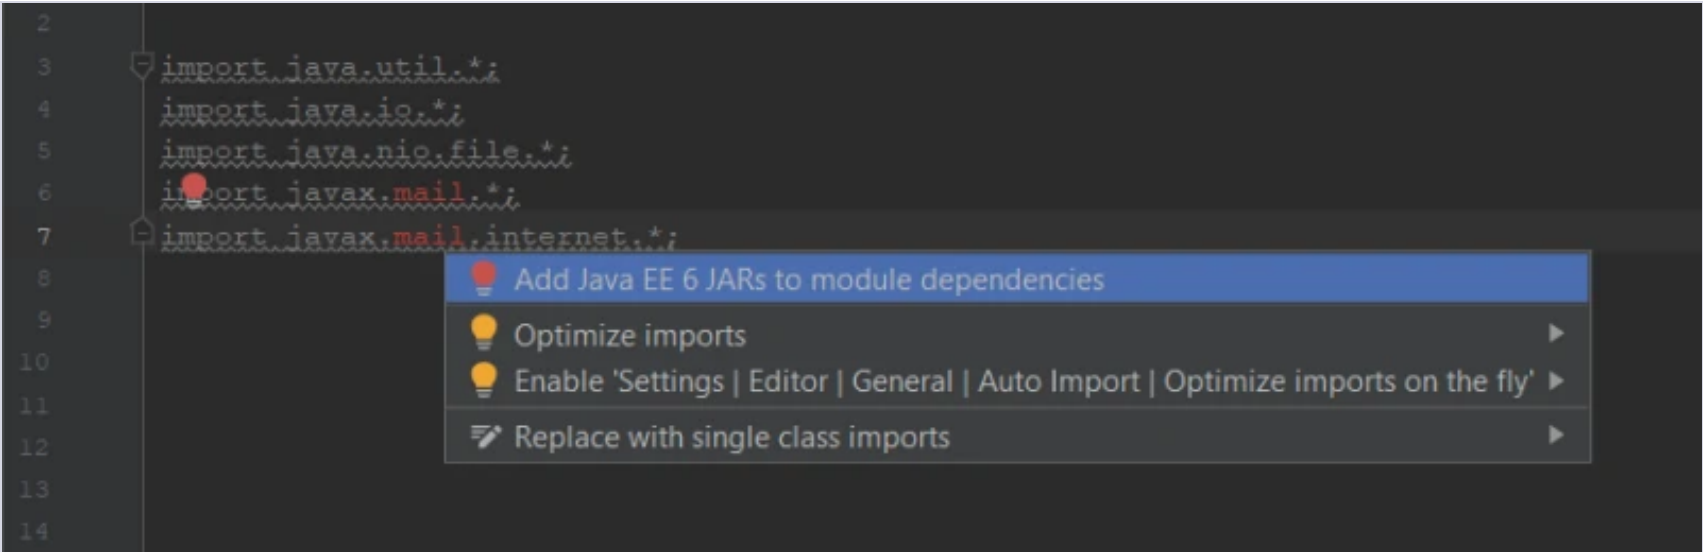 2
3 import java.util.*;
4 import java.io.*;
5 import java.nio.file.*;
6 import javax.mail.*;
7 import javax.mail.internet.*;
8 Add Java EE 6 JARs to module dependencies
9 Optimize imports
10 Enable 'Settings | Editor | General | Auto Import | Optimize imports on the fly'
11
12 Replace with single class imports
13
14